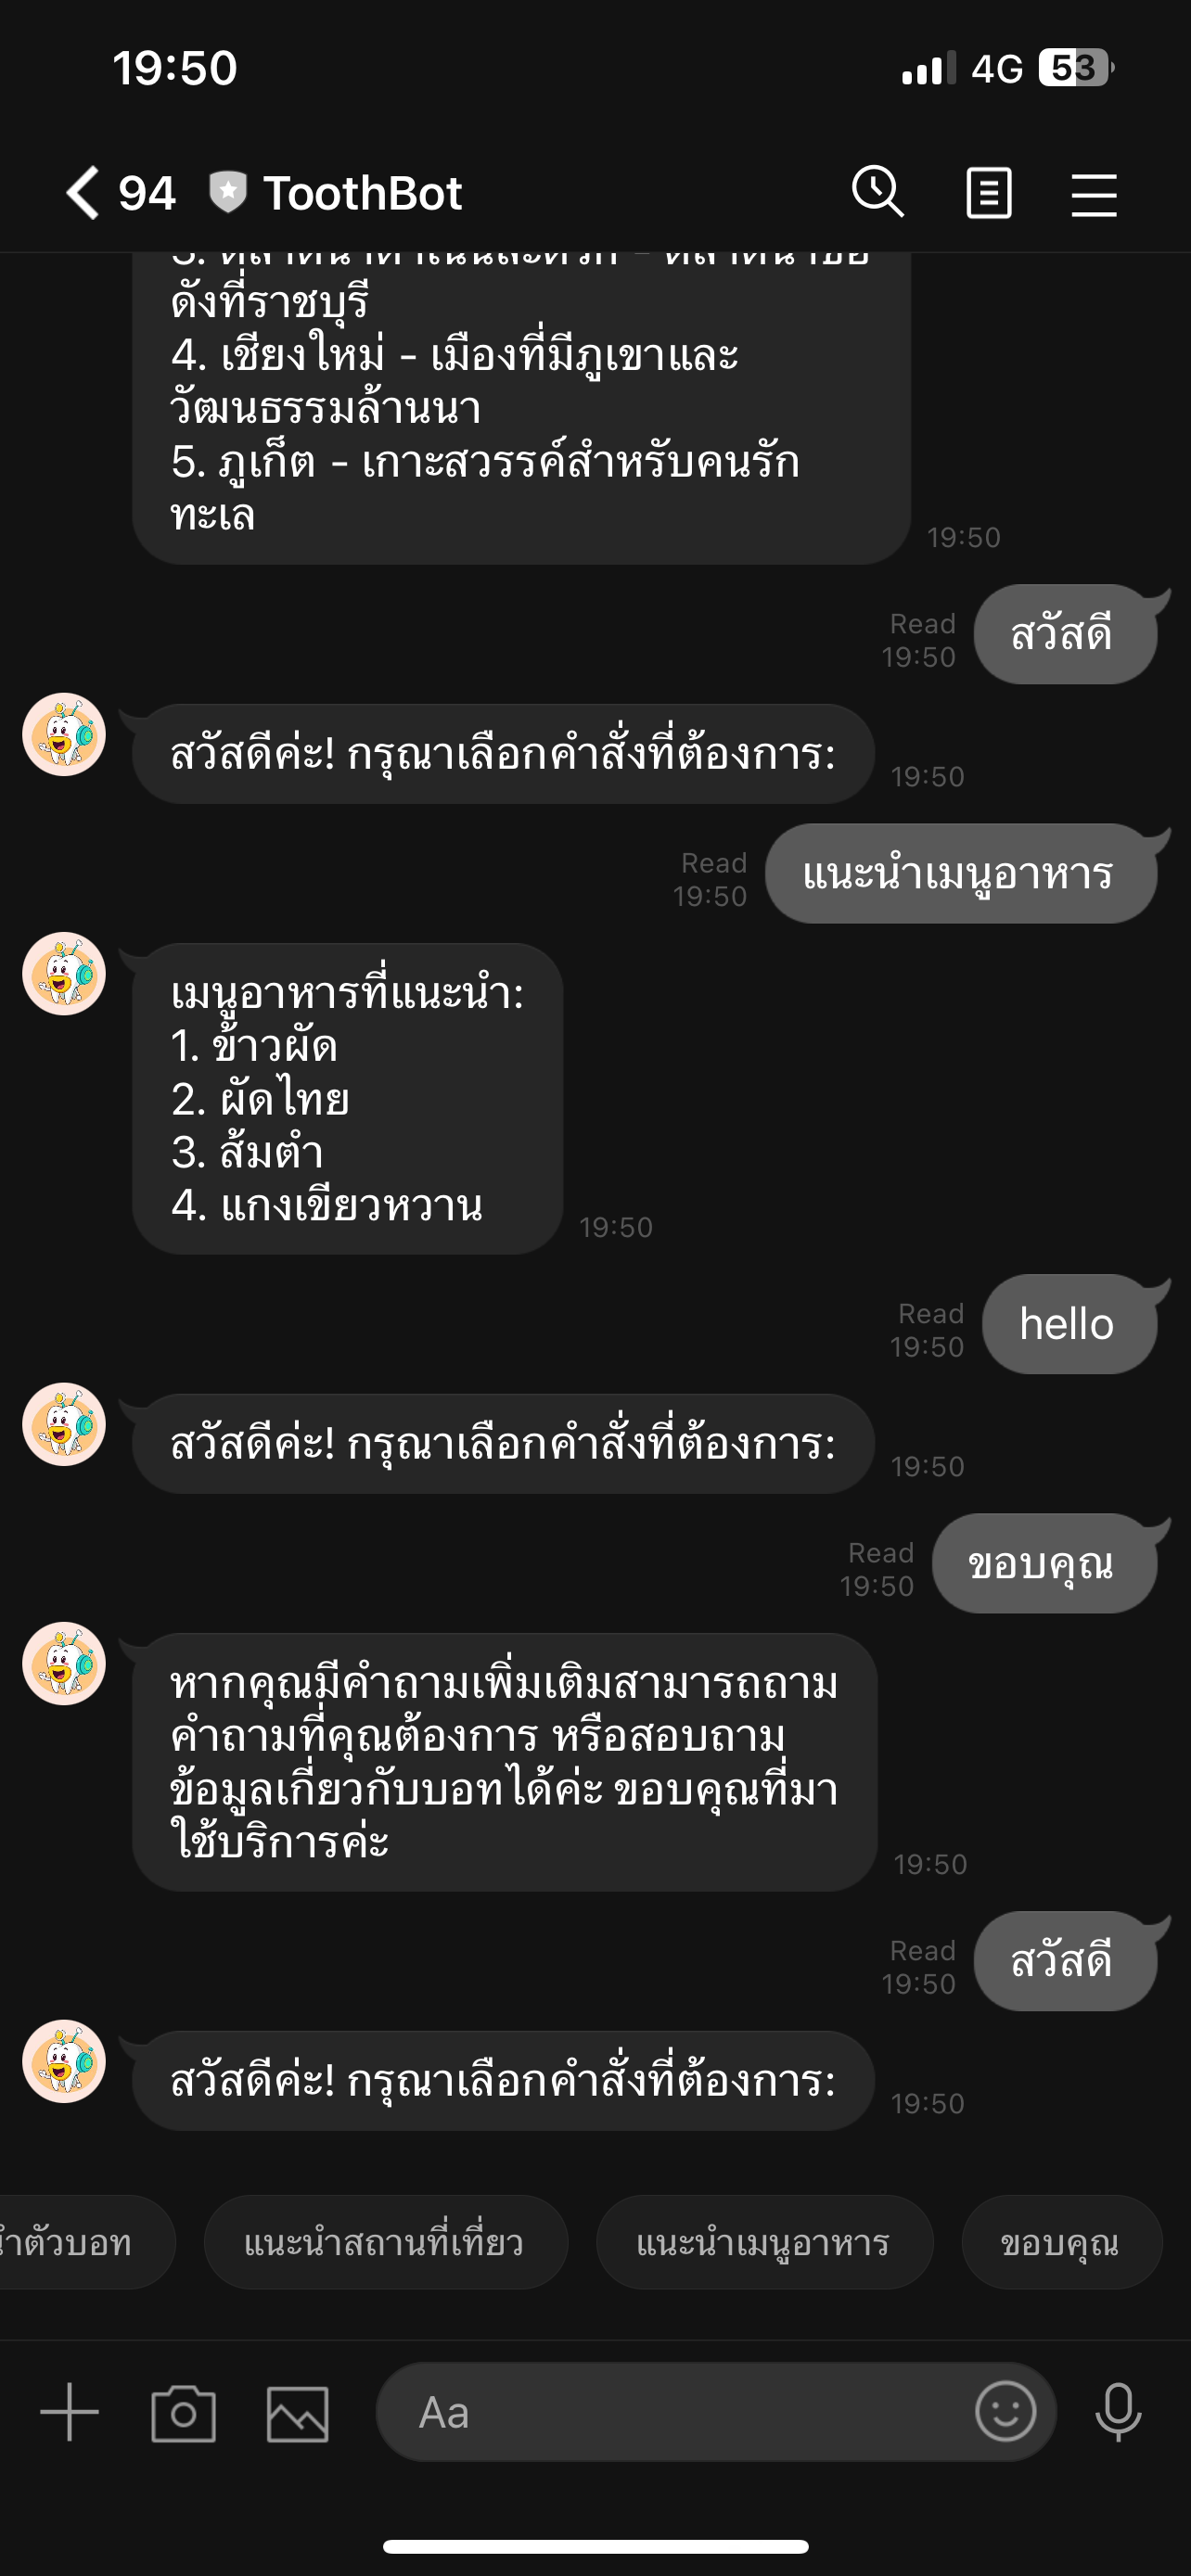 19:50
4G 53
94 ToothBot
ดังที่ราชบุรี
4. เชียงใหม่ - เมืองที่มีภูเขาและ
วัฒนธรรมล้านนา
5. ภูเก็ต - เกาะสวรรค์สำหรับคนรัก
ทะเล
19:50
Read
19:50
สวัสดี
สวัสดีค่ะ! กรุณาเลือกคำสั่งที่ต้องการ:
19:50
Read
19:50
แนะนำเมนูอาหาร
เมนูอาหารที่แนะนำ:
1. ข้าวผัด
2. ผัดไทย
3. ส้มตำ
4. แกงเขียวหวาน
19:50
Read
19:50
hello
สวัสดีค่ะ! กรุณาเลือกคำสั่งที่ต้องการ:
19:50
Read
19:50
ขอบคุณ
หากคุณมีคำถามเพิ่มเติมสามารถถาม
คำถามที่คุณต้องการ หรือสอบถาม
ข้อมูลเกี่ยวกับบอทได้ค่ะ ขอบคุณที่มา
ใช้บริการค่ะ
19:50
Read
19:50
สวัสดี
สวัสดีค่ะ! กรุณาเลือกคำสั่งที่ต้องการ:
19:50
ำตัวบอท แนะนำสถานที่เที่ยว แนะนำเมนูอาหาร ขอบคุณ
Aa